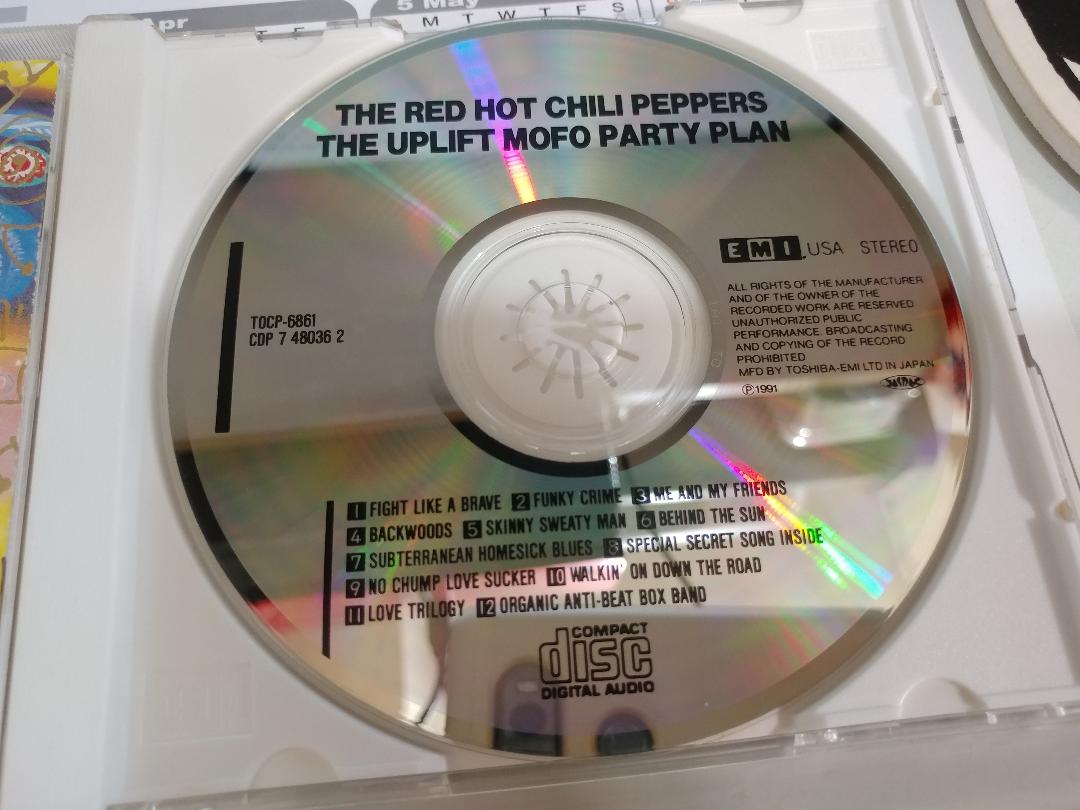 Apr
5 May
M T W T F S
T F
THE RED HOT CHILI PEPPERS
THE UPLIFT MOFO PARTY PLAN
EMI, USA STEREO
ALL RIGHTS OF THE MANUFACTURER
AND OF THE OWNER OF THE
RECORDED WORK ARE RESERVED
UNAUTHORIZED PUBLIC
PERFORMANCE. BROADCASTING
AND COPYING OF THE RECORD
PROHIBITED
MFD BY TOSHIBA-EMI LTD IN JAPAN
Ⓟ1991
JASRAC
TOCP-6861
CDP 7 48036 2
1 FIGHT LIKE A BRAVE 2 FUNKY CRIME 3 ME AND MY FRIENDS
4 BACKWOODS 5 SKINNY SWEATY MAN 6 BEHIND THE SUN
7 SUBTERRANEAN HOMESICK BLUES 8 SPECIAL SECRET SONG INSIDE
9 NO CHUMP LOVE SUCKER 10 WALKIN' ON DOWN THE ROAD
11 LOVE TRILOGY 12 ORGANIC ANTI-BEAT BOX BAND
COMPACT
disc
DIGITAL AUDIO